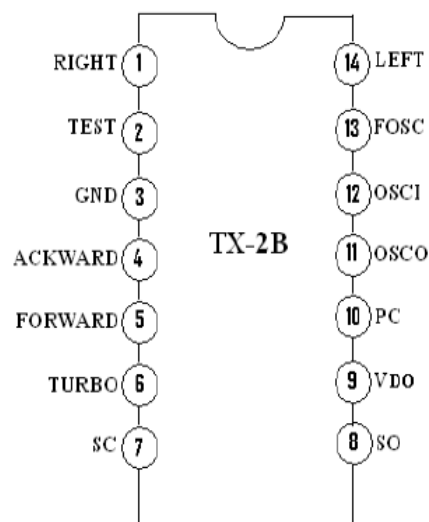 RIGHT 1 14 LEFT
TEST 2 13 FOSC
GND 3 12 OSCI
TX-2B
ACKWARD 4 11 OSCO
FORWARD 5 10 PC
TURBO 6 9 VDO
SC 7 8 SO